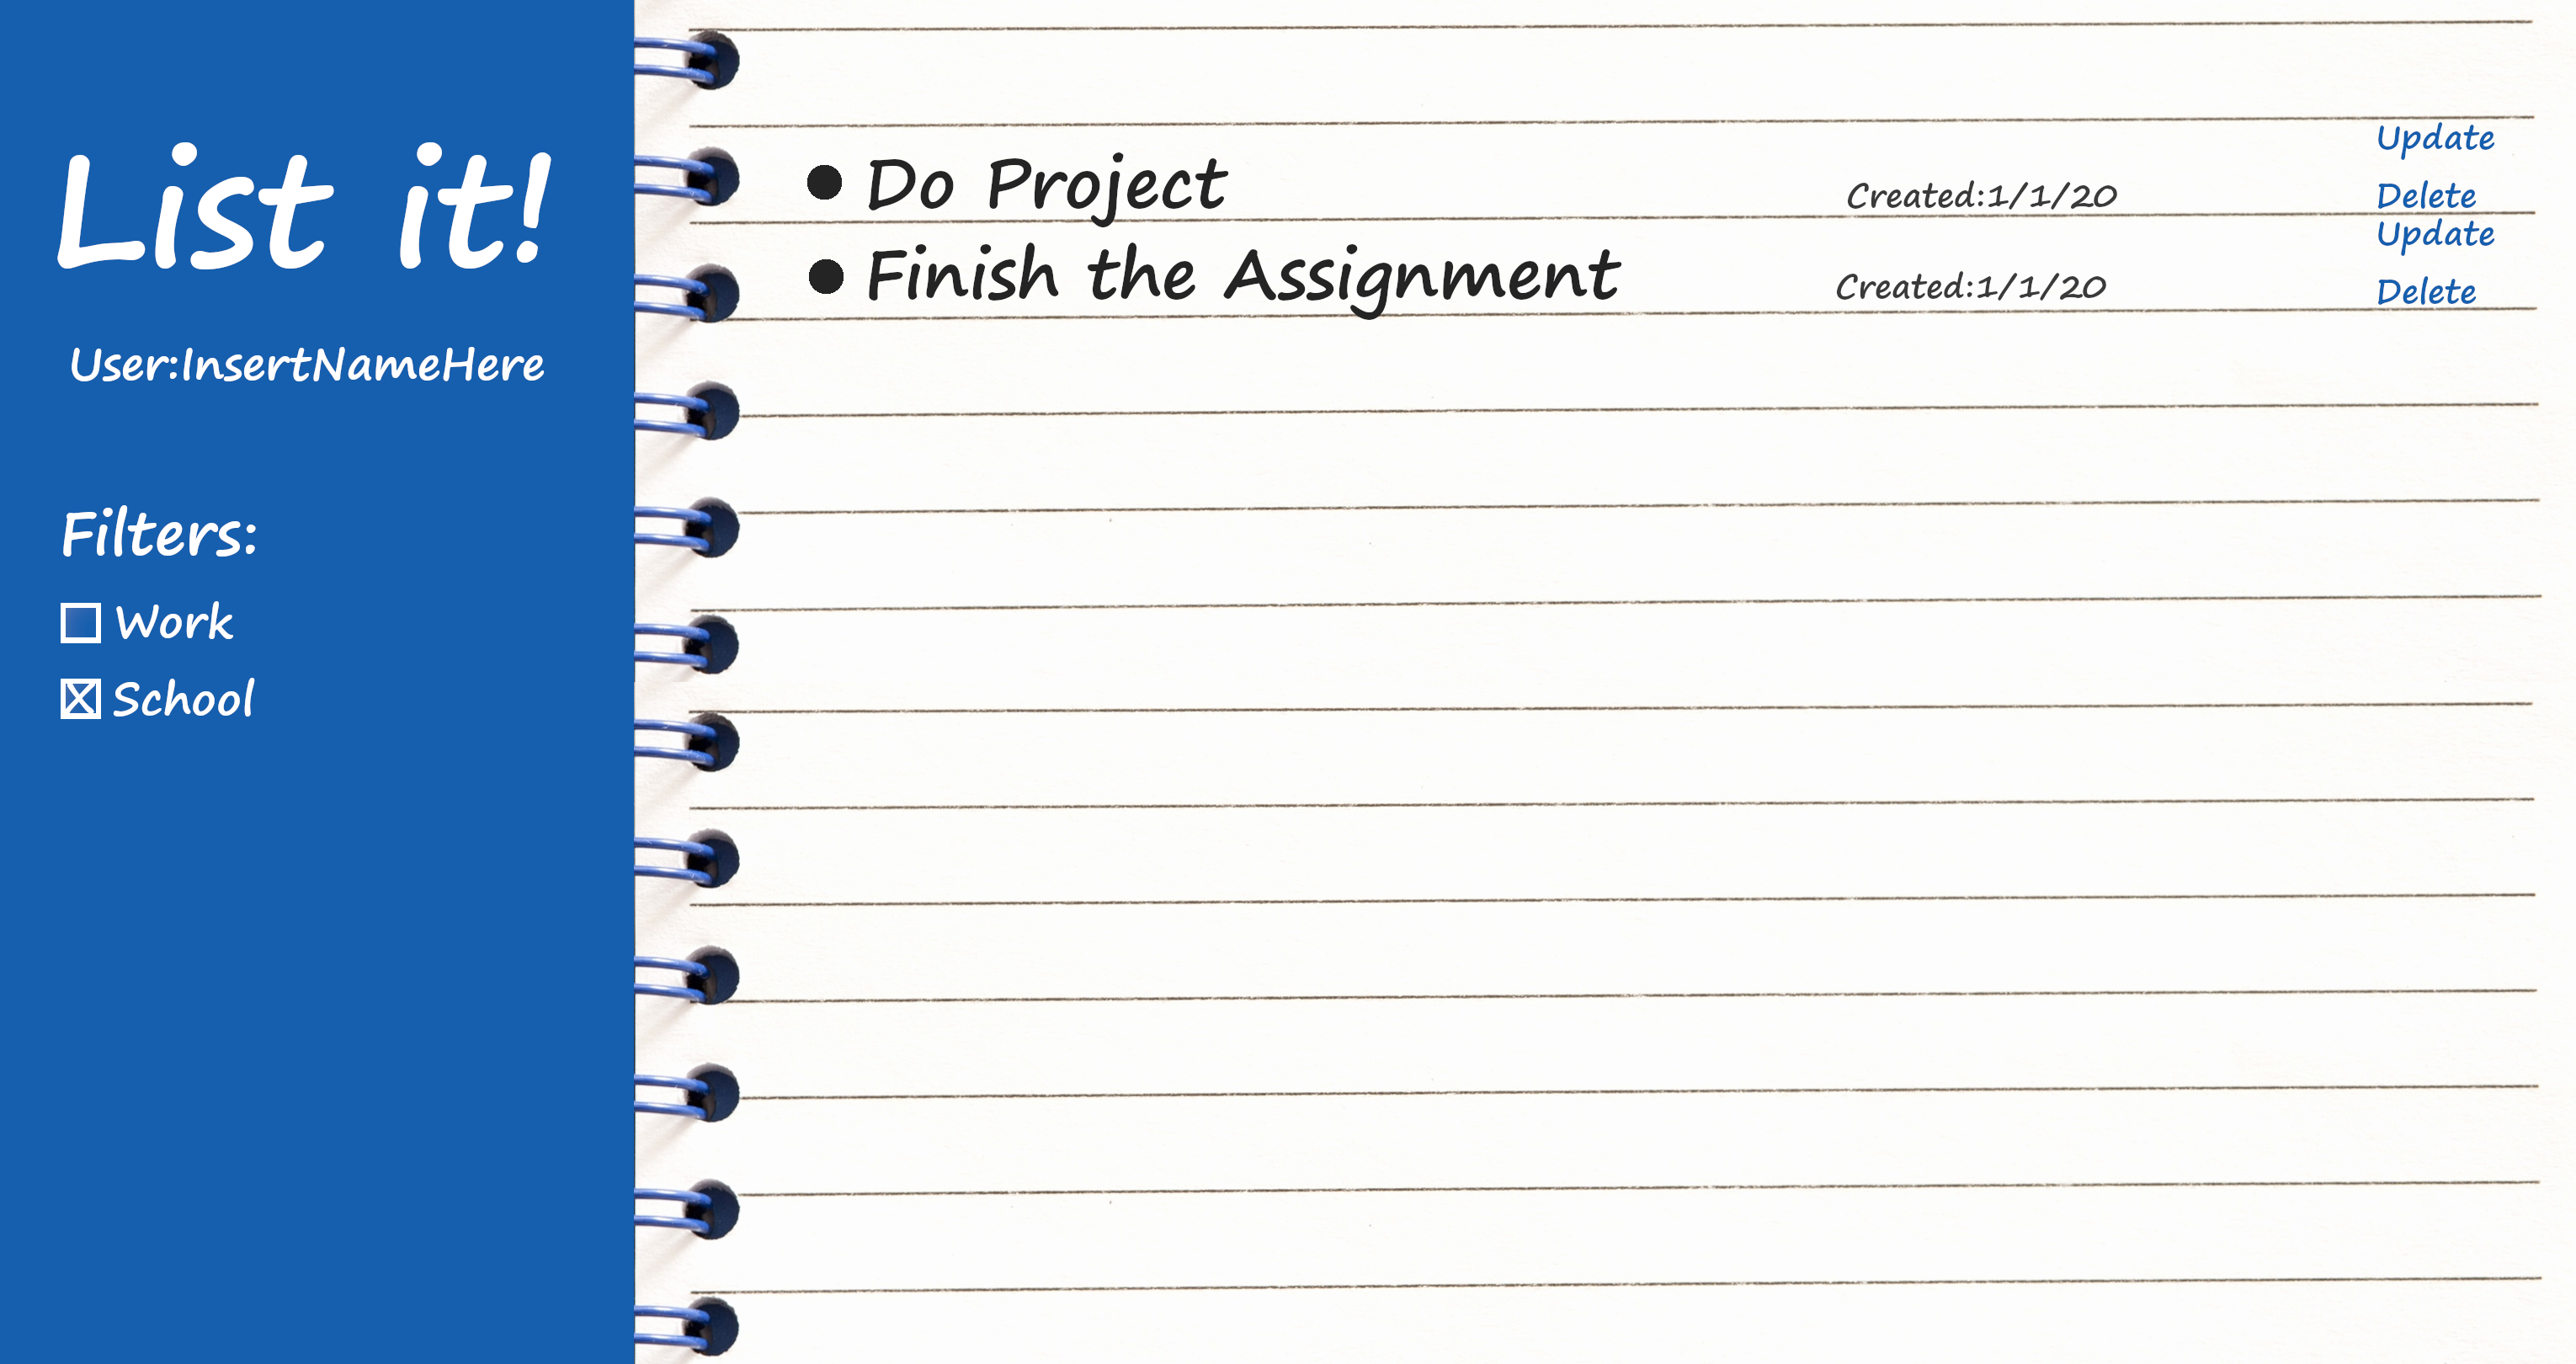 List it!
User:InsertNameHere
Filters:
Work
School
Do Project
Created:1/1/20
Update
Delete
Finish the Assignment
Created:1/1/20
Update
Delete